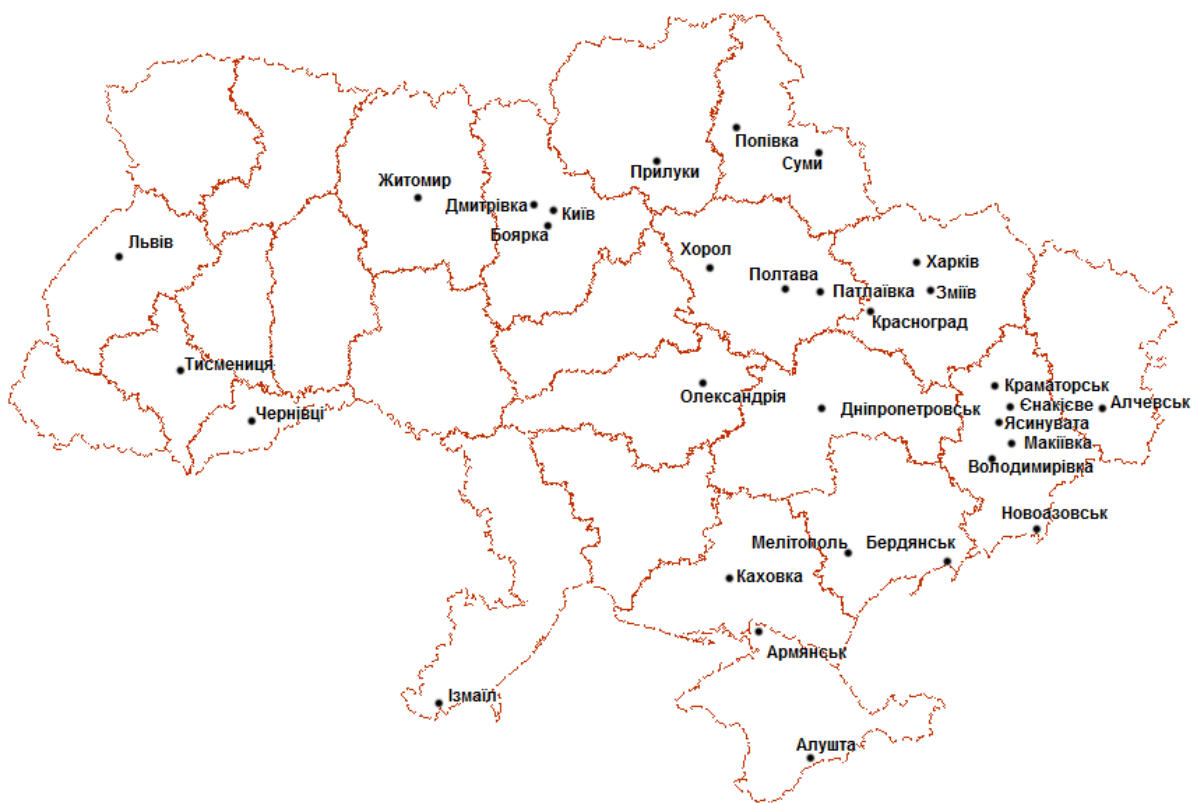 Попівка
Суми
Прилуки
Житомир
Дмитрівка
Київ
Боярка
Львів
Хорол
Харків
Полтава
Патлаївка
Зміїв
Красноград
Тисмениця
Олександрія
Краматорськ
Єнакієве
Алчевськ
Чернівці
Дніпропетровськ
Ясинувата
Макіївка
Володимирівка
Новоазовськ
Мелітополь
Бердянськ
Каховка
Армянськ
Ізмаїл
Алушта